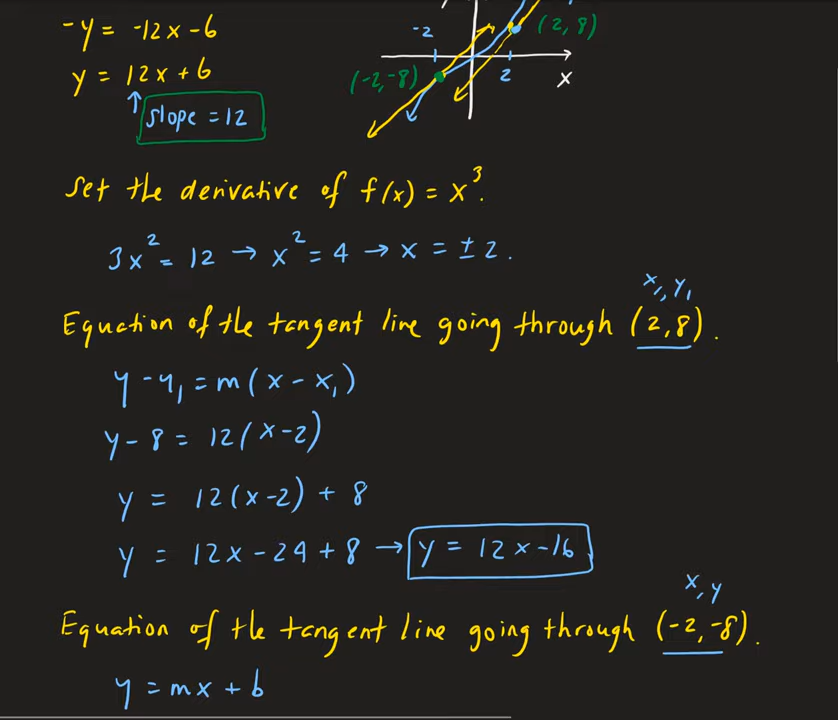 -y = -12x - 6
y = 12x + 6
slope = 12
-2
(2, 8)
(-2, -8)
2
x
Set the derivative of f(x) = x³.
3x² = 12 → x² = 4 → x = ± 2.
x₁, y₁
Equation of the tangent line going through (2, 8).
y - y₁ = m(x - x₁)
y - 8 = 12(x - 2)
y = 12(x - 2) + 8
y = 12x - 24 + 8 → y = 12x - 16
x, y
Equation of the tangent line going through (-2, -8).
y = mx + b